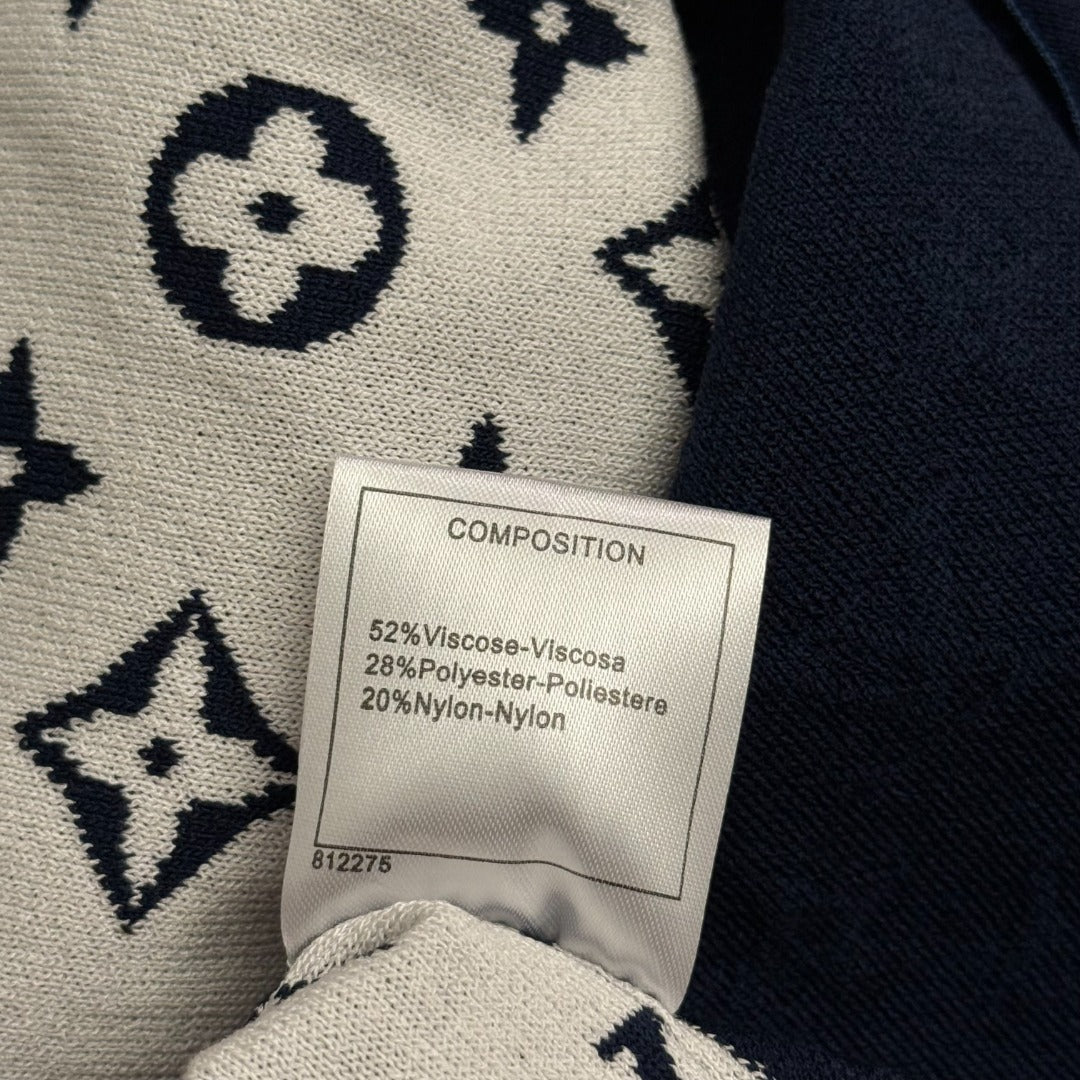 COMPOSITION
52%Viscose-Viscosa
28%Polyester-Poliestere
20%Nylon-Nylon
812275